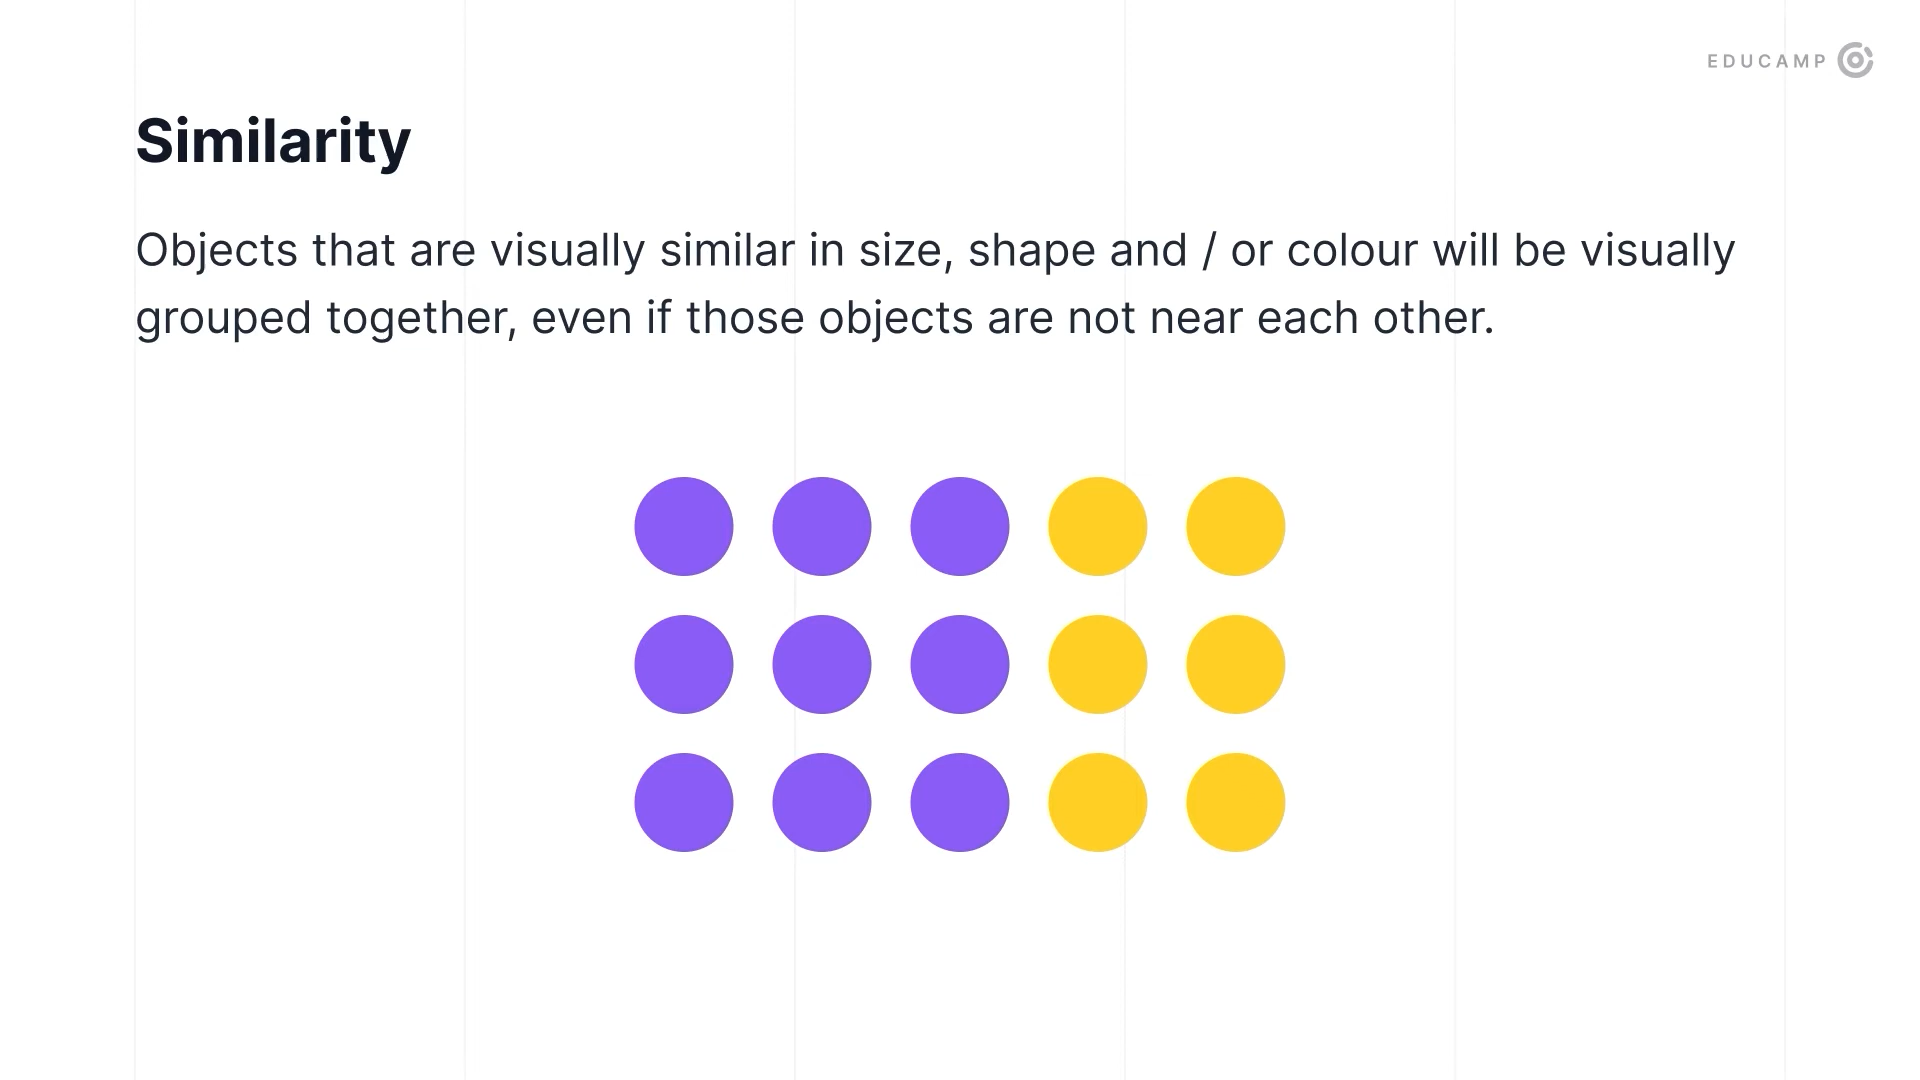 EDUCAMP
Similarity
Objects that are visually similar in size, shape and / or colour will be visually
grouped together, even if those objects are not near each other.